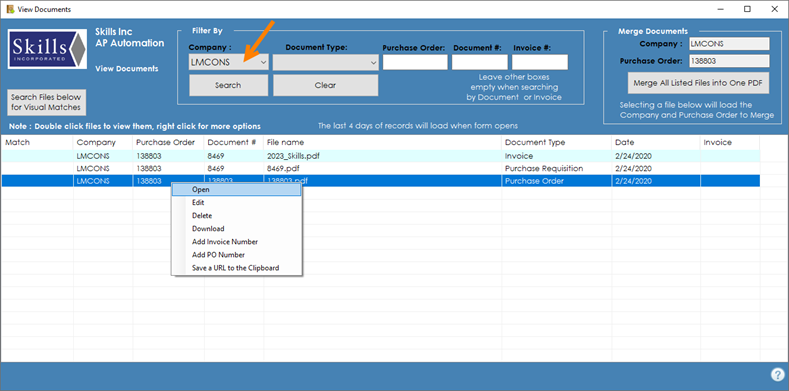 View Documents
Skills
INCORPORATED
Skills Inc
AP Automation
View Documents
Search Files below
for Visual Matches
Filter By
Company :
Document Type:
Purchase Order:
Document #:
Invoice #:
LMCONS
Search
Clear
Leave other boxes
empty when searching
by Document or Invoice
Merge Documents
Company :
LMCONS
Purchase Order:
138803
Merge All Listed Files into One PDF
Selecting a file below will load the
Company and Purchase Order to Merge
Note : Double click files to view them, right click for more options
The last 4 days of records will load when form opens
Match Company Purchase Order Document # File name Document Type Date Invoice
LMCONS 138803 8469 2023_Skills.pdf Invoice 2/24/2020
LMCONS 138803 8469 8469.pdf Purchase Requisition 2/24/2020
LMCONS 138803 138803 138803.pdf Purchase Order 2/24/2020
Open
Edit
Delete
Download
Add Invoice Number
Add PO Number
Save a URL to the Clipboard
?